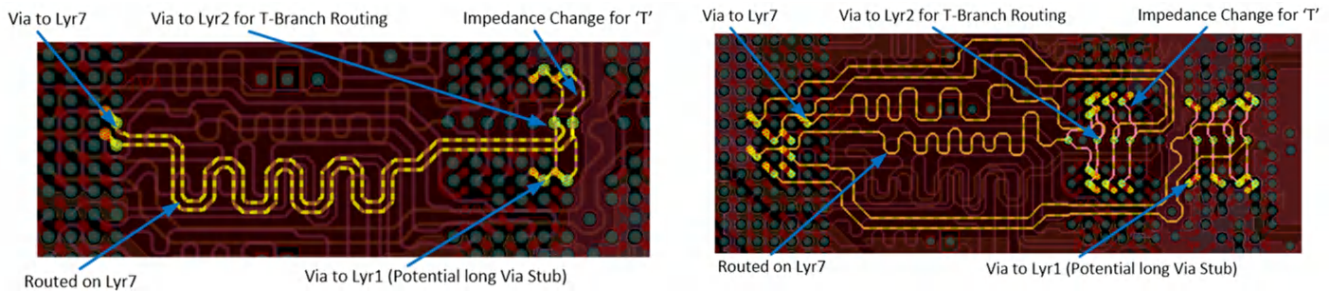 Via to Lyr7
Via to Lyr2 for T-Branch Routing
Impedance Change for ‘T’
Routed on Lyr7
Via to Lyr1 (Potential long Via Stub)
Via to Lyr7
Via to Lyr2 for T-Branch Routing
Impedance Change for ‘T’
Routed on Lyr7
Via to Lyr1 (Potential long Via Stub)